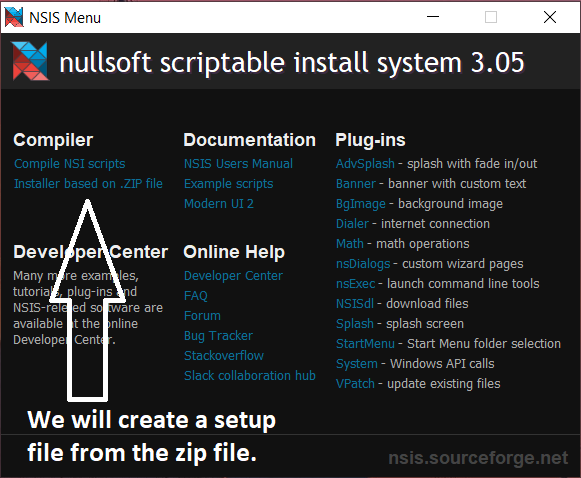 NSIS Menu
nullsoft scriptable install system 3.05
Compiler
Compile NSI scripts
Installer based on .ZIP file
Documentation
NSIS Users Manual
Example scripts
Modern UI 2
Plug-ins
AdvSplash - splash with fade in/out
Banner - banner with custom text
BgImage - background image
Dialer - internet connection
Math - math operations
nsDialogs - custom wizard pages
nsExec - launch command line tools
NSISdl - download files
Splash - splash screen
StartMenu - Start Menu folder selection
System - Windows API calls
VPatch - update existing files
Developer Center
Many more examples,
tutorials, plug-ins and
NSIS-releted software are
available at the online
Developer Center.
Online Help
Developer Center
FAQ
Forum
Bug Tracker
Stackoverflow
Slack collaboration hub
We will create a setup
file from the zip file.
nsis.sourceforge.net